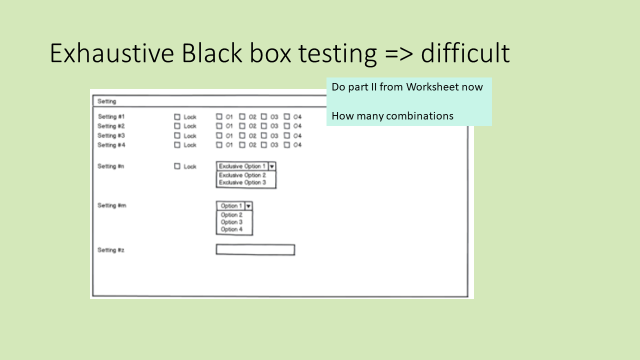 Exhaustive Black box testing => difficult
Do part II from Worksheet now
How many combinations
Setting
Setting #1 Lock O1 O2 O3 O4
Setting #2 Lock O1 O2 O3 O4
Setting #3 Lock O1 O2 O3 O4
Setting #4 Lock O1 O2 O3 O4
Setting #n Lock Exclusive Option 1
Exclusive Option 2
Exclusive Option 3
Setting #m Option 1
Option 2
Option 3
Option 4
Setting #z